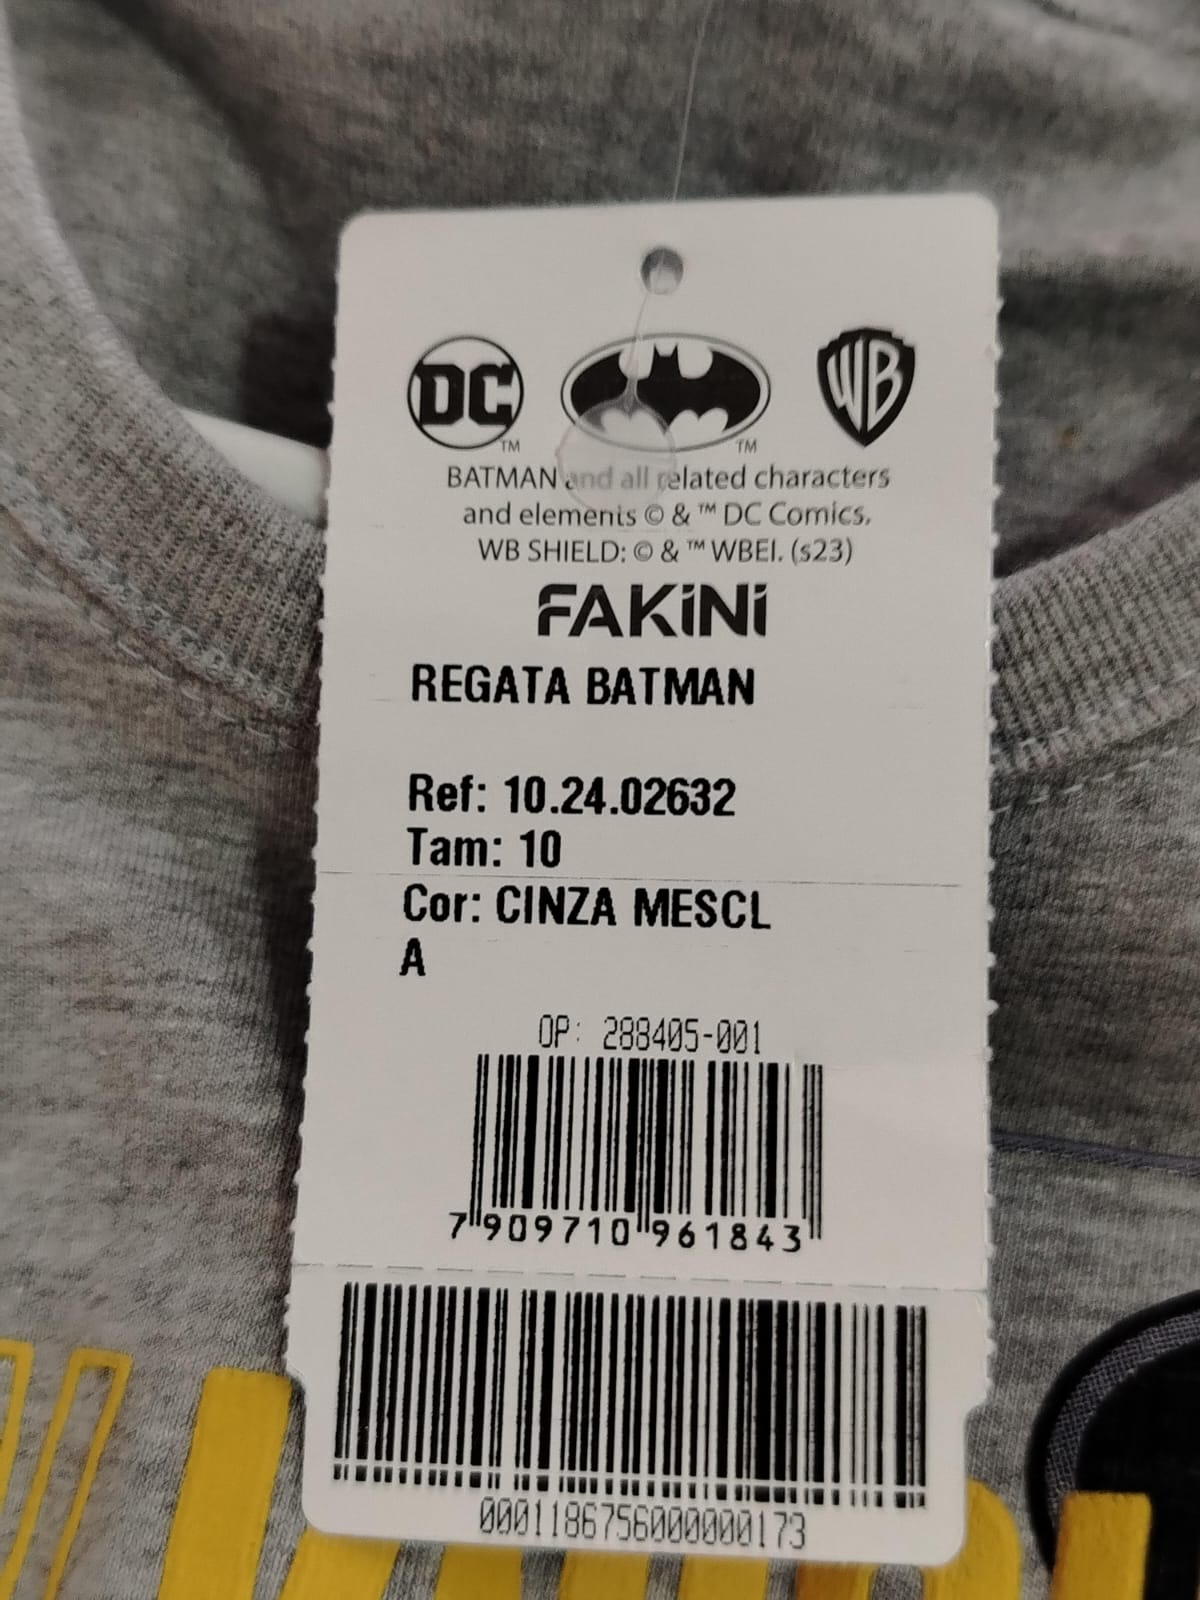 DC
TM
TM
WB
BATMAN and all related characters
and elements © & ™ DC Comics.
WB SHIELD: © & ™ WBEI. (s23)
FAKiNi
REGATA BATMAN
Ref: 10.24.02632
Tam: 10
Cor: CINZA MESCL
A
OP: 288405-001
7 909710 961843
0001186756000000173